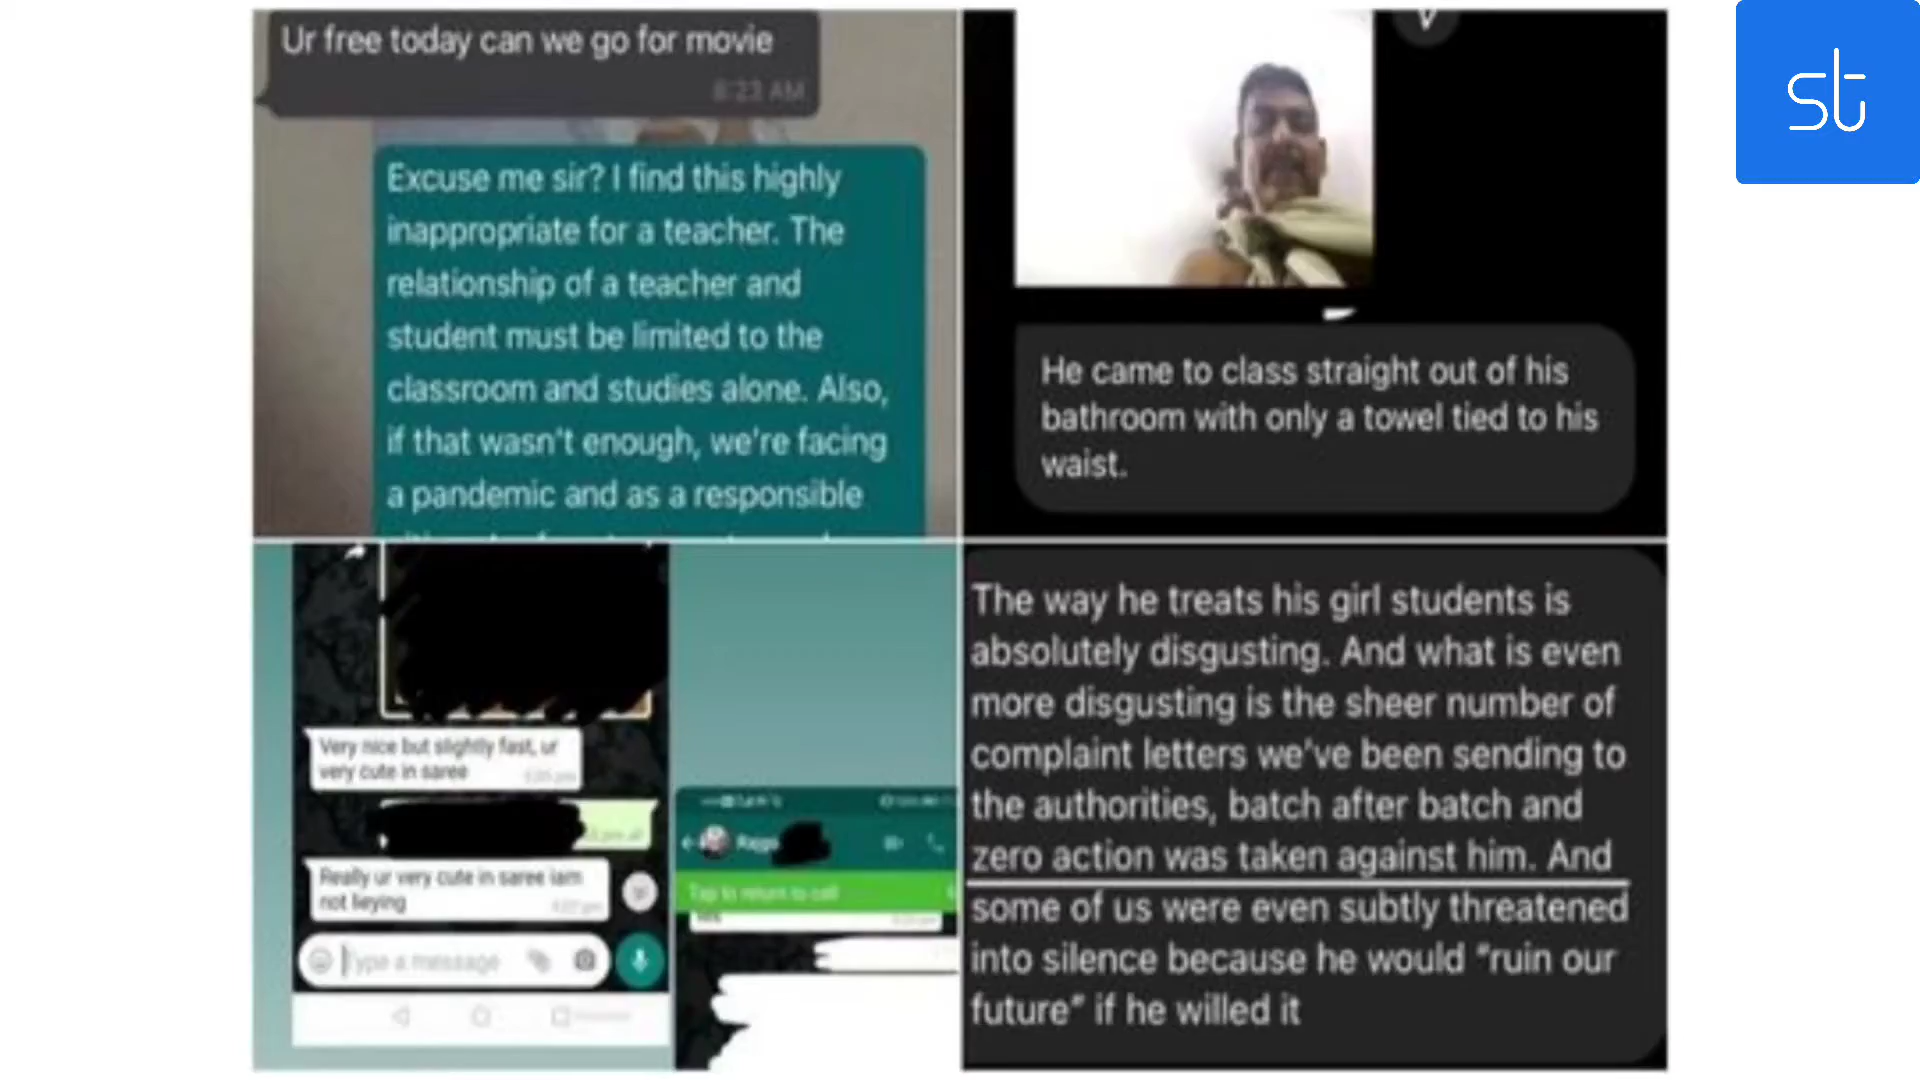 Ur free today can we go for movie
8:23 AM
Excuse me sir? I find this highly
inappropriate for a teacher. The
relationship of a teacher and
student must be limited to the
classroom and studies alone. Also,
if that wasn't enough, we're facing
a pandemic and as a responsible
He came to class straight out of his
bathroom with only a towel tied to his
waist.
Very nice but slightly fast, ur
very cute in saree
Really ur very cute in saree iam
not lieying
Type a message
Tap to return to call
The way he treats his girl students is
absolutely disgusting. And what is even
more disgusting is the sheer number of
complaint letters we've been sending to
the authorities, batch after batch and
zero action was taken against him. And
some of us were even subtly threatened
into silence because he would "ruin our
future" if he willed it
st